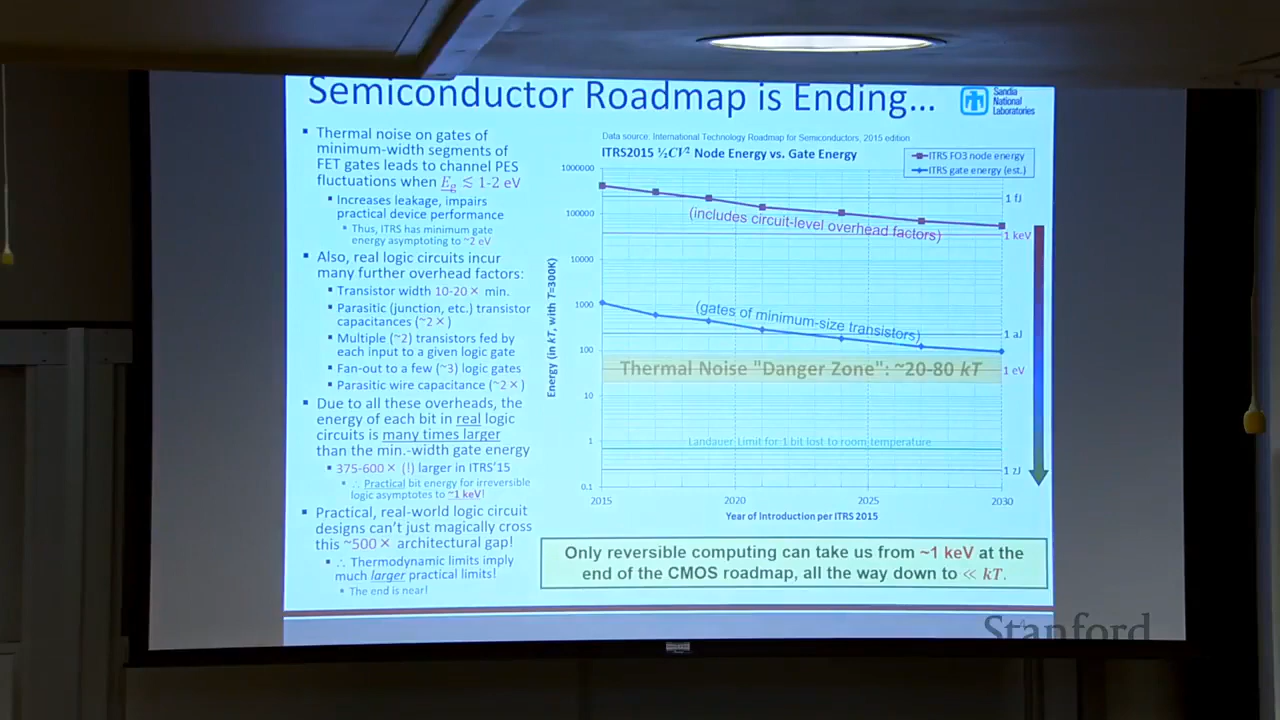 Semiconductor Roadmap is Ending...
Sandia
National
Laboratories
▪ Thermal noise on gates of
minimum-width segments of
FET gates leads to channel PES
fluctuations when Eg ≲ 1-2 eV
▪ Increases leakage, impairs
practical device performance
▪ Thus, ITRS has minimum gate
energy asymptoting to ~2 eV
▪ Also, real logic circuits incur
many further overhead factors:
▪ Transistor width 10-20× min.
▪ Parasitic (junction, etc.) transistor
capacitances (~2×)
▪ Multiple (~2) transistors fed by
each input to a given logic gate
▪ Fan-out to a few (~3) logic gates
▪ Parasitic wire capacitance (~2×)
▪ Due to all these overheads, the
energy of each bit in real logic
circuits is many times larger
than the min.-width gate energy
▪ 375-600× (!) larger in ITRS'15
▪ ∴ Practical bit energy for irreversible
logic asymptotes to ~1 keV!
▪ Practical, real-world logic circuit
designs can't just magically cross
this ~500× architectural gap!
▪ ∴ Thermodynamic limits imply
much larger practical limits!
▪ The end is near!
Data source: International Technology Roadmap for Semiconductors, 2015 edition
ITRS2015 ½CV² Node Energy vs. Gate Energy
ITRS FO3 node energy
ITRS gate energy (est.)
Energy (in kT, with T=300K)
1000000
100000
10000
1000
100
10
1
0.1
(includes circuit-level overhead factors)
(gates of minimum-size transistors)
Thermal Noise "Danger Zone": ~20-80 kT
Landauer Limit for 1 bit lost to room temperature
1 fJ
1 keV
1 aJ
1 eV
1 zJ
2015
2020
2025
2030
Year of Introduction per ITRS 2015
Only reversible computing can take us from ~1 keV at the
end of the CMOS roadmap, all the way down to ≪ kT.
Stanford